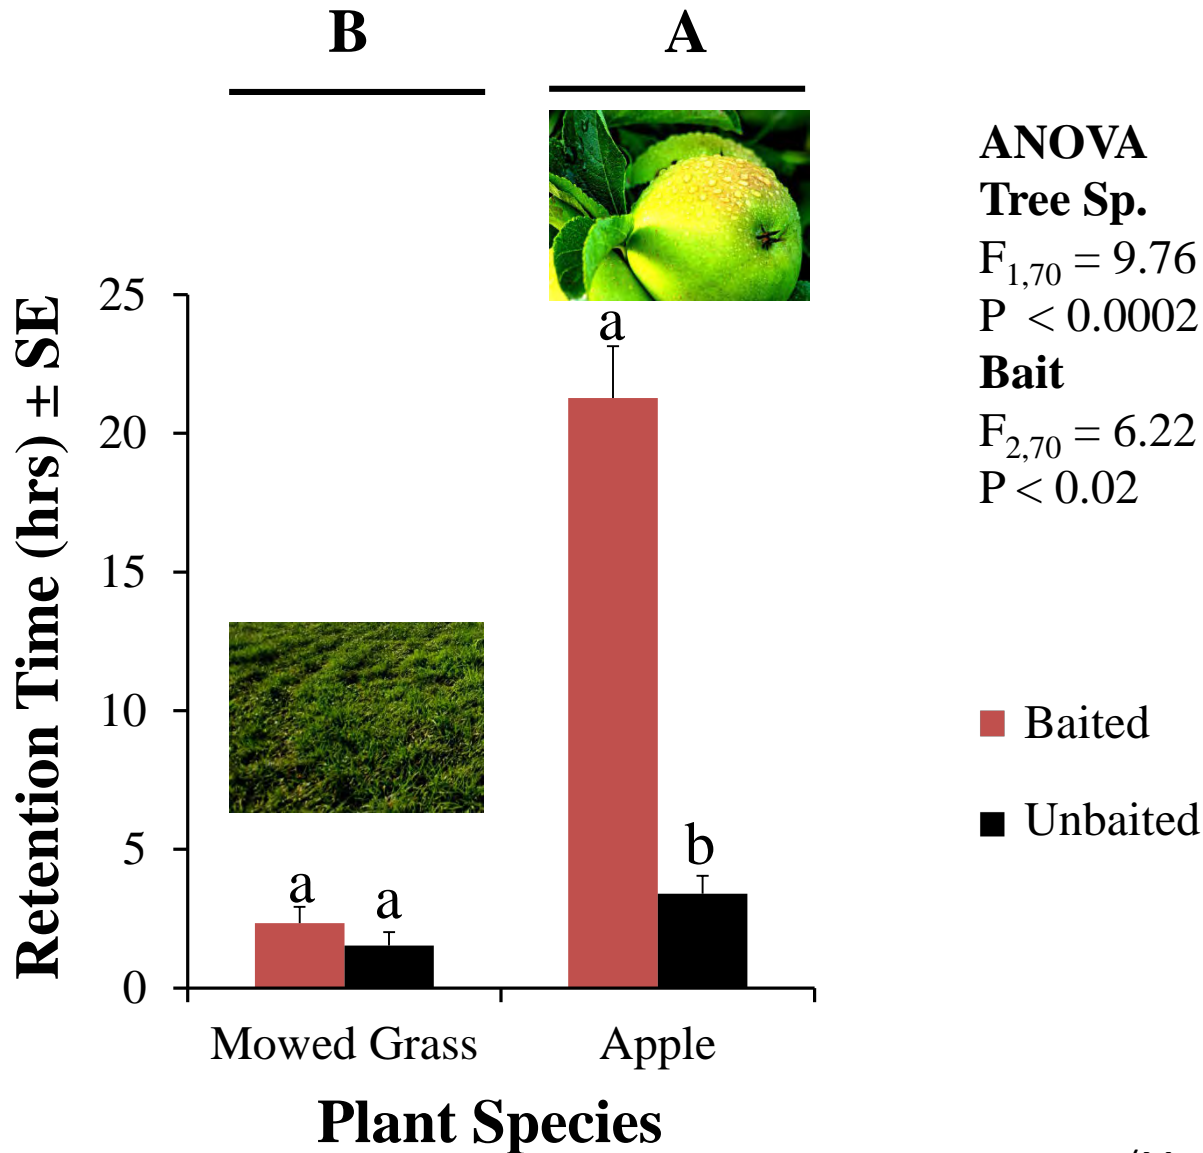 B
A
ANOVA
Tree Sp.
F1,70 = 9.76
P < 0.0002
Bait
F2,70 = 6.22
P < 0.02
Retention Time (hrs) ± SE
25
20
15
10
5
0
a
a
a
b
Baited
Unbaited
Mowed Grass
Apple
Plant Species